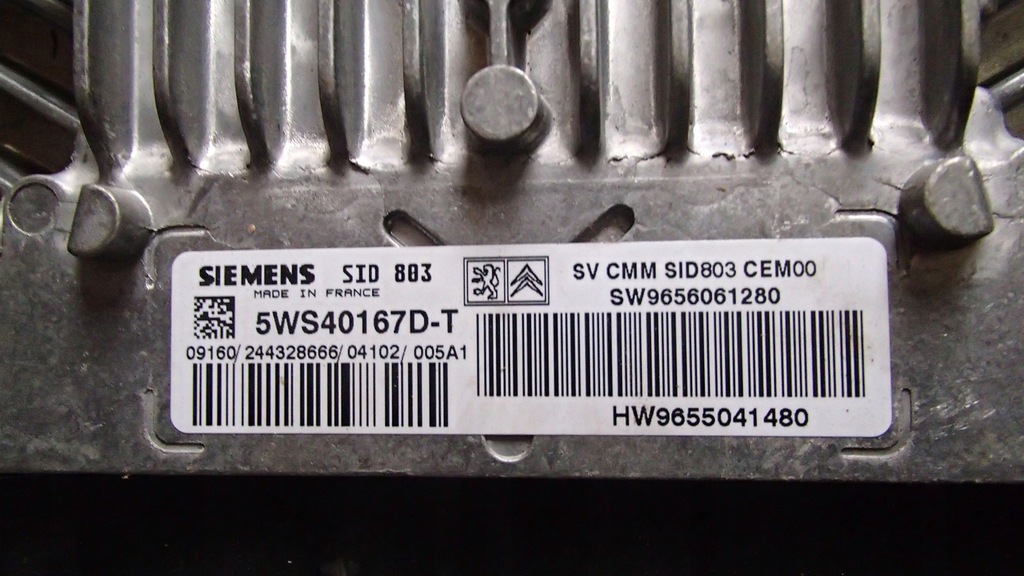 SIEMENS SID 803
MADE IN FRANCE
5WS40167D-T
09160/244328666/04102/ 005A1
SV CMM SID803 CEM00
SW9656061280
HW9655041480